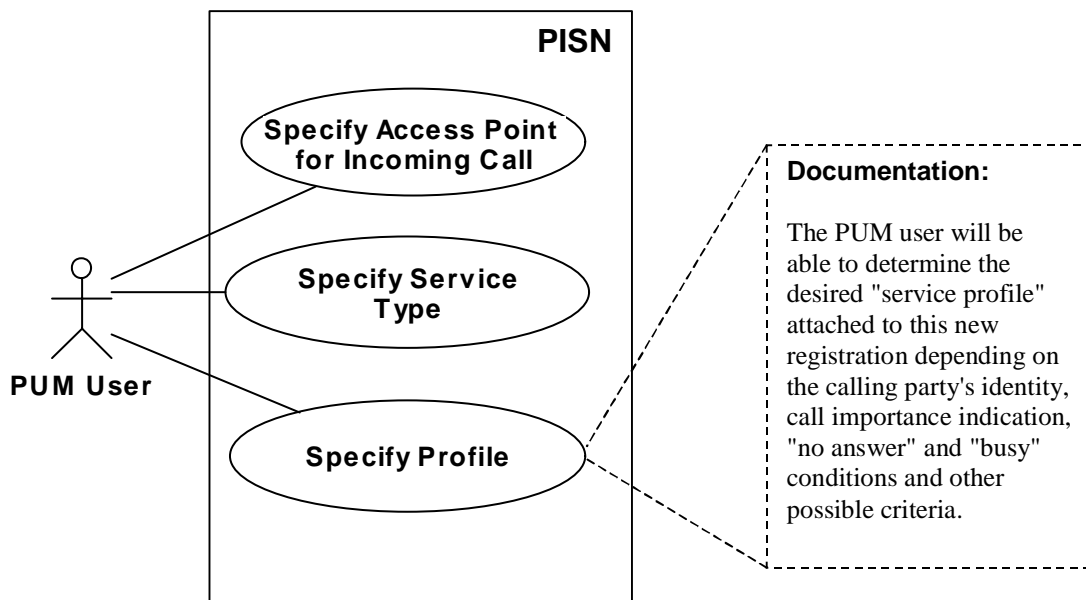 PISN
Specify Access Point
for Incoming Call
Specify Service
Type
PUM User
Specify Profile
Documentation:
The PUM user will be
able to determine the
desired "service profile"
attached to this new
registration depending on
the calling party's identity,
call importance indication,
"no answer" and "busy"
conditions and other
possible criteria.